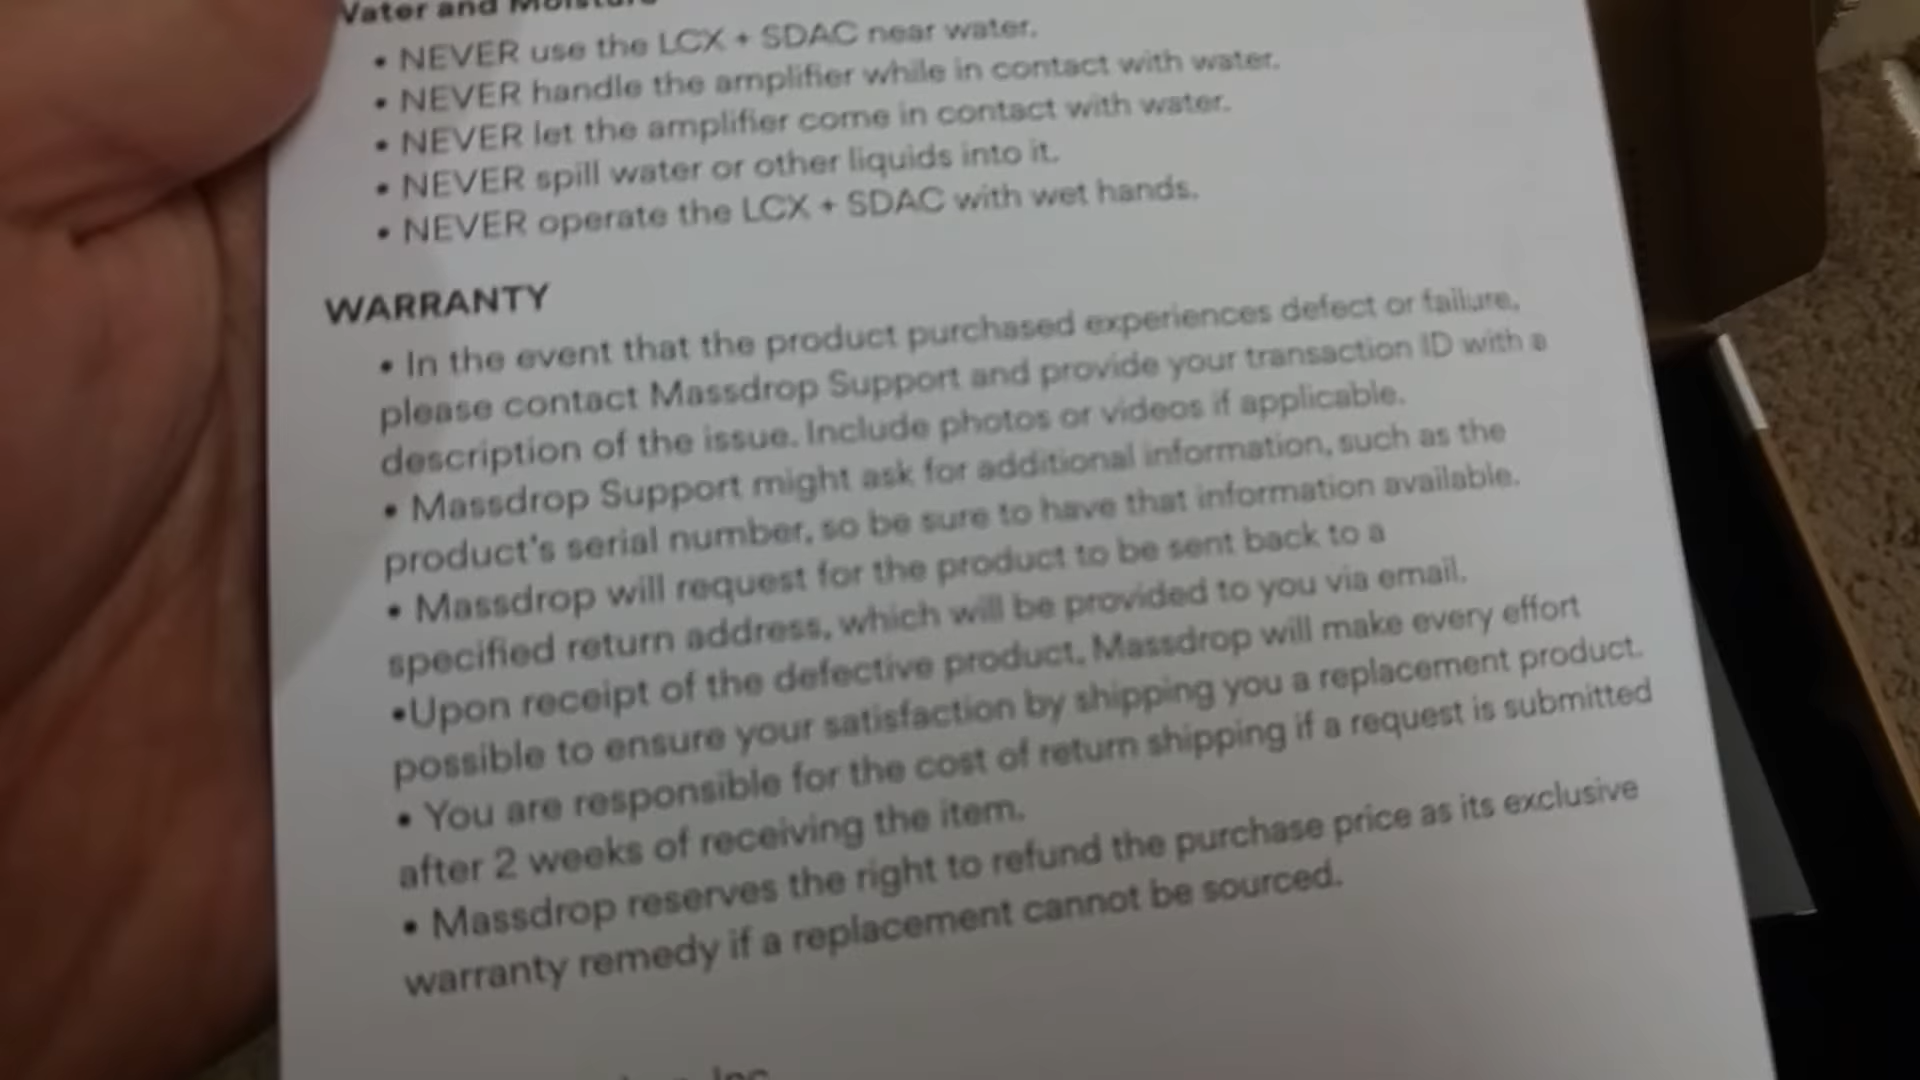 Water and Moisture
• NEVER use the LCX + SDAC near water.
• NEVER handle the amplifier while in contact with water.
• NEVER let the amplifier come in contact with water.
• NEVER spill water or other liquids into it.
• NEVER operate the LCX + SDAC with wet hands.
WARRANTY
• In the event that the product purchased experiences defect or failure,
please contact Massdrop Support and provide your transaction ID with a
description of the issue. Include photos or videos if applicable.
• Massdrop Support might ask for additional information, such as the
product's serial number, so be sure to have that information available.
• Massdrop will request for the product to be sent back to a
specified return address, which will be provided to you via email.
•Upon receipt of the defective product, Massdrop will make every effort
possible to ensure your satisfaction by shipping you a replacement product.
• You are responsible for the cost of return shipping if a request is submitted
after 2 weeks of receiving the item.
• Massdrop reserves the right to refund the purchase price as its exclusive
warranty remedy if a replacement cannot be sourced.
Inc